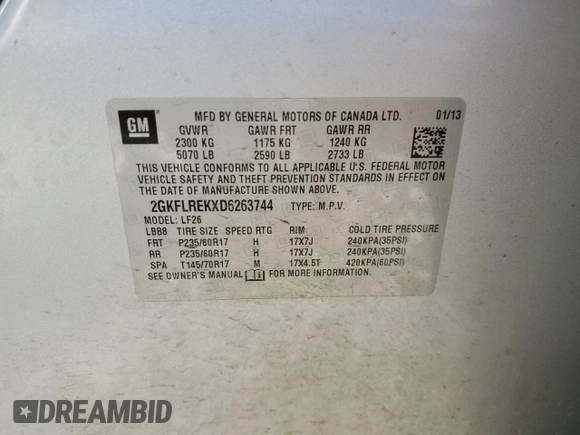 GM
MFD BY GENERAL MOTORS OF CANADA LTD. 01/13
GVWR GAWR FRT GAWR RR
2300 KG 1175 KG 1240 KG
5070 LB 2590 LB 2733 LB
THIS VEHICLE CONFORMS TO ALL APPLICABLE U.S. FEDERAL MOTOR
VEHICLE SAFETY AND THEFT PREVENTION STANDARDS IN EFFECT ON
THE DATE OF MANUFACTURE SHOWN ABOVE.
2GKFLREKXD6263744 TYPE: M.P.V.
MODEL: LF26
LBB8 TIRE SIZE SPEED RTG RIM COLD TIRE PRESSURE
FRT P235/60R17 H 17X7J 240KPA(35PSI)
RR P235/60R17 H 17X7J 240KPA(35PSI)
SPA T145/70R17 M 17X4.5T 420KPA(60PSI)
SEE OWNER'S MANUAL FOR MORE INFORMATION
DREAMBID